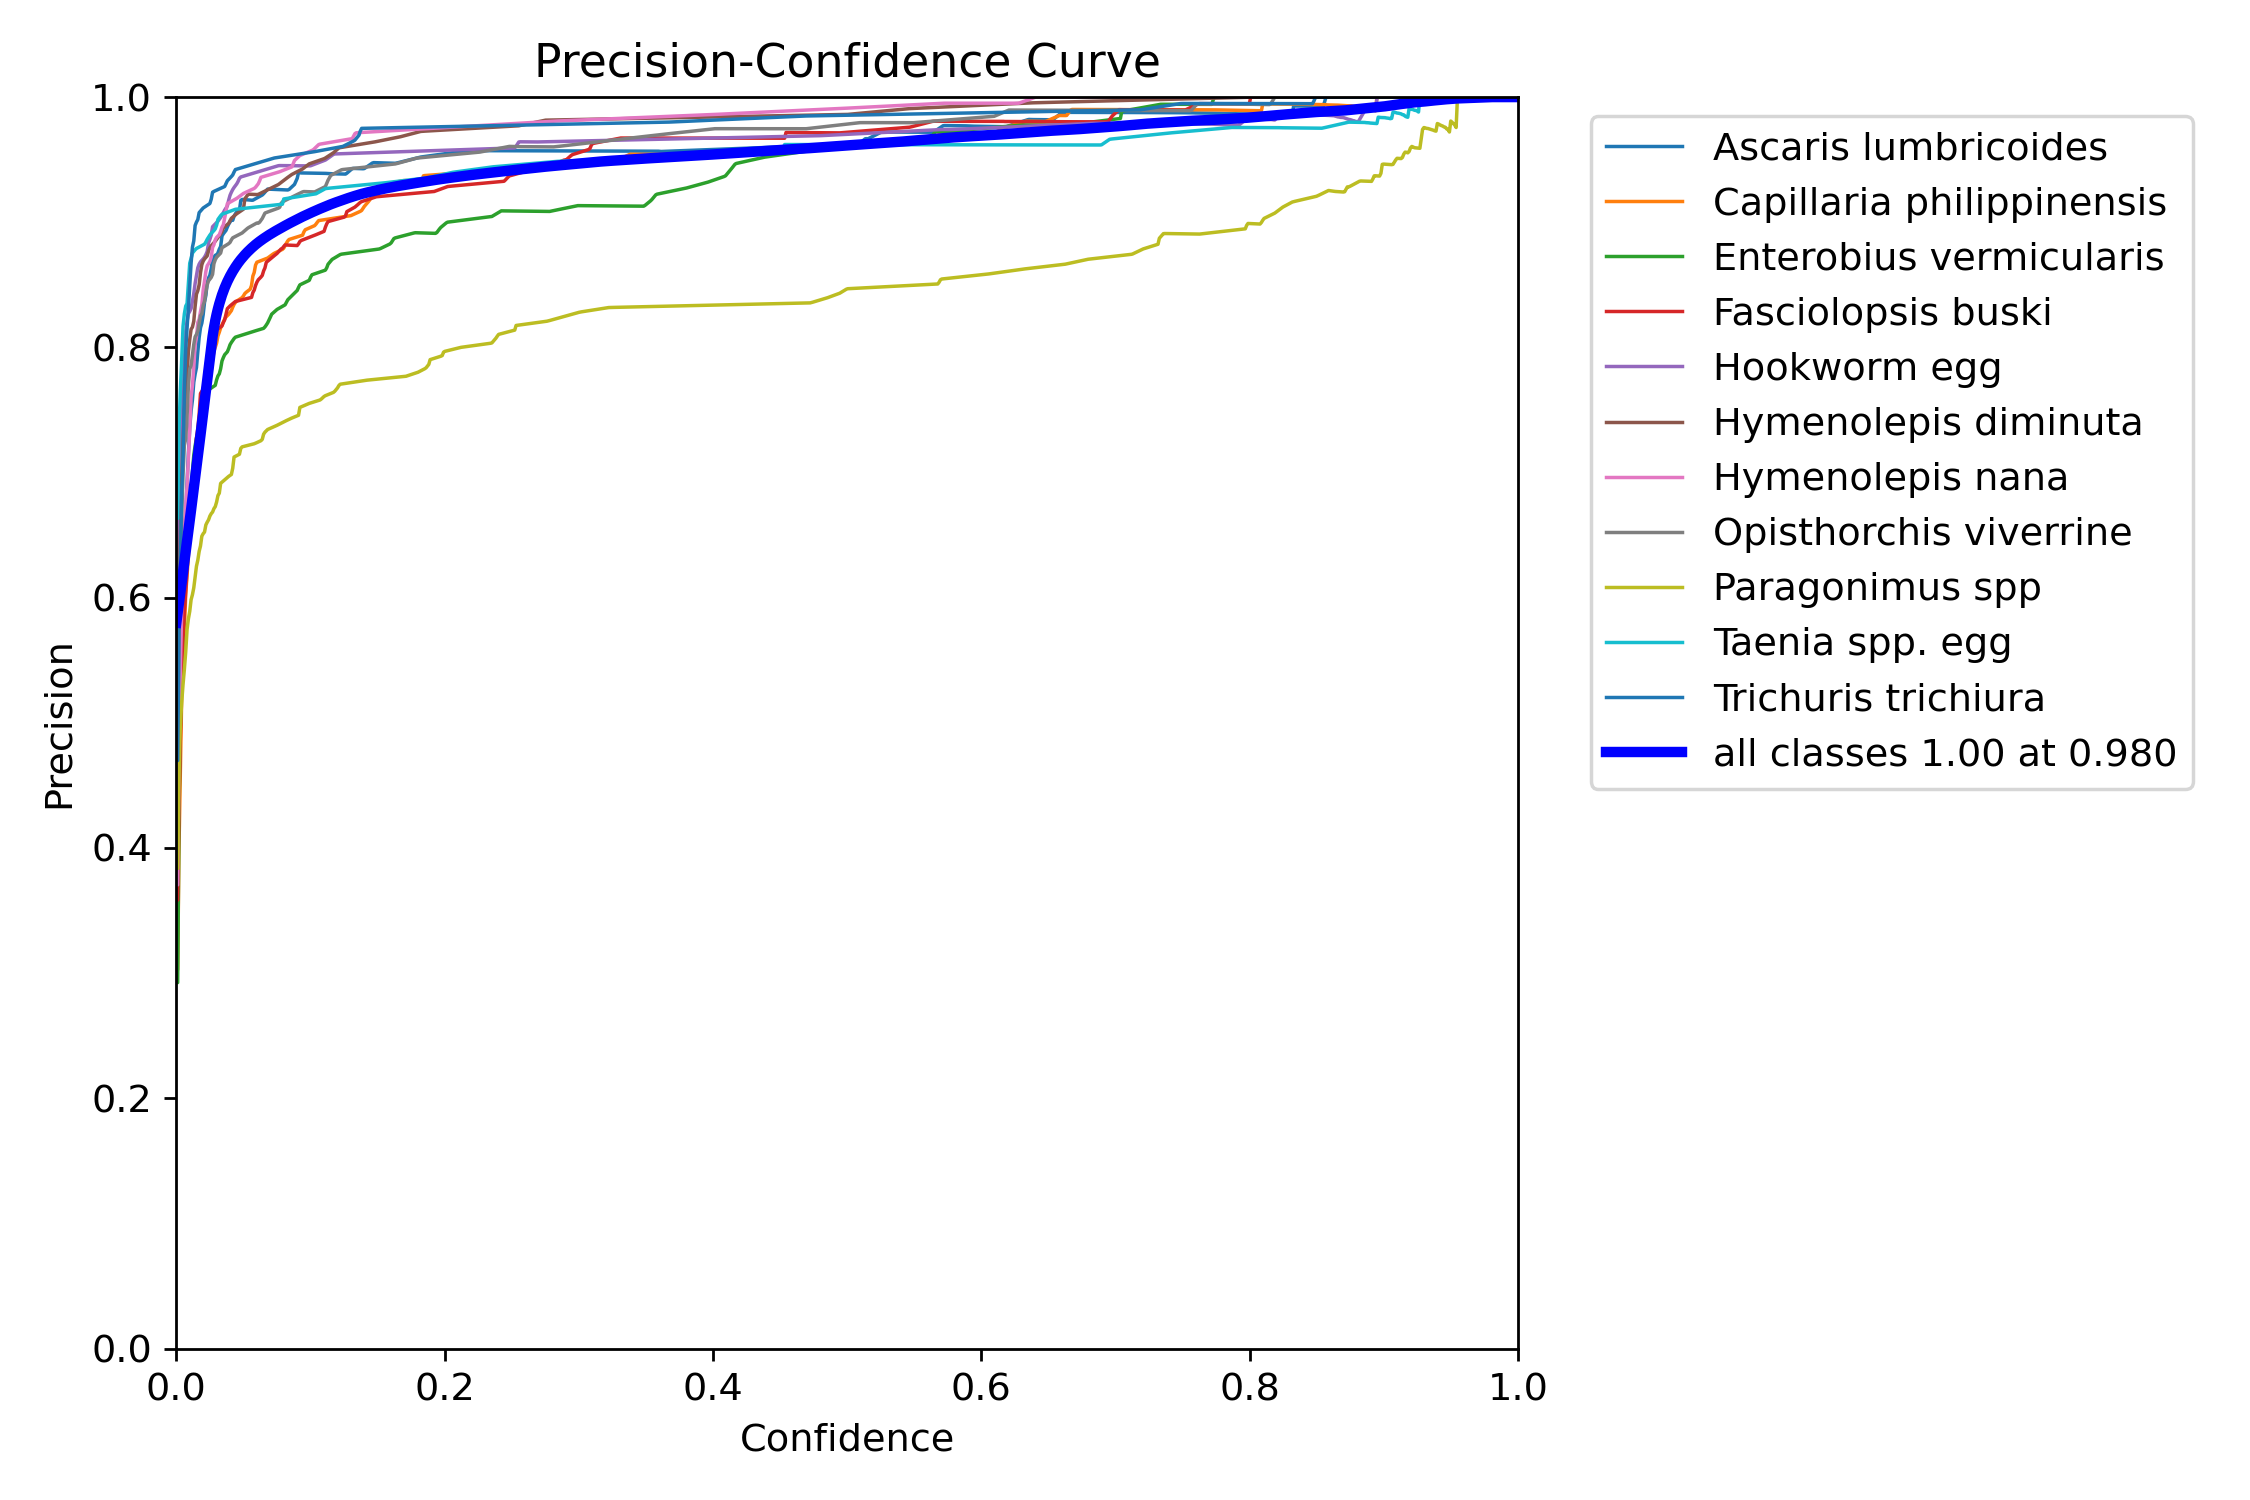 Precision-Confidence Curve
1.0
0.8
0.6
0.4
0.2
0.0
Precision
0.0 0.2 0.4 0.6 0.8 1.0
Confidence
Ascaris lumbricoides
Capillaria philippinensis
Enterobius vermicularis
Fasciolopsis buski
Hookworm egg
Hymenolepis diminuta
Hymenolepis nana
Opisthorchis viverrine
Paragonimus spp
Taenia spp. egg
Trichuris trichiura
all classes 1.00 at 0.980